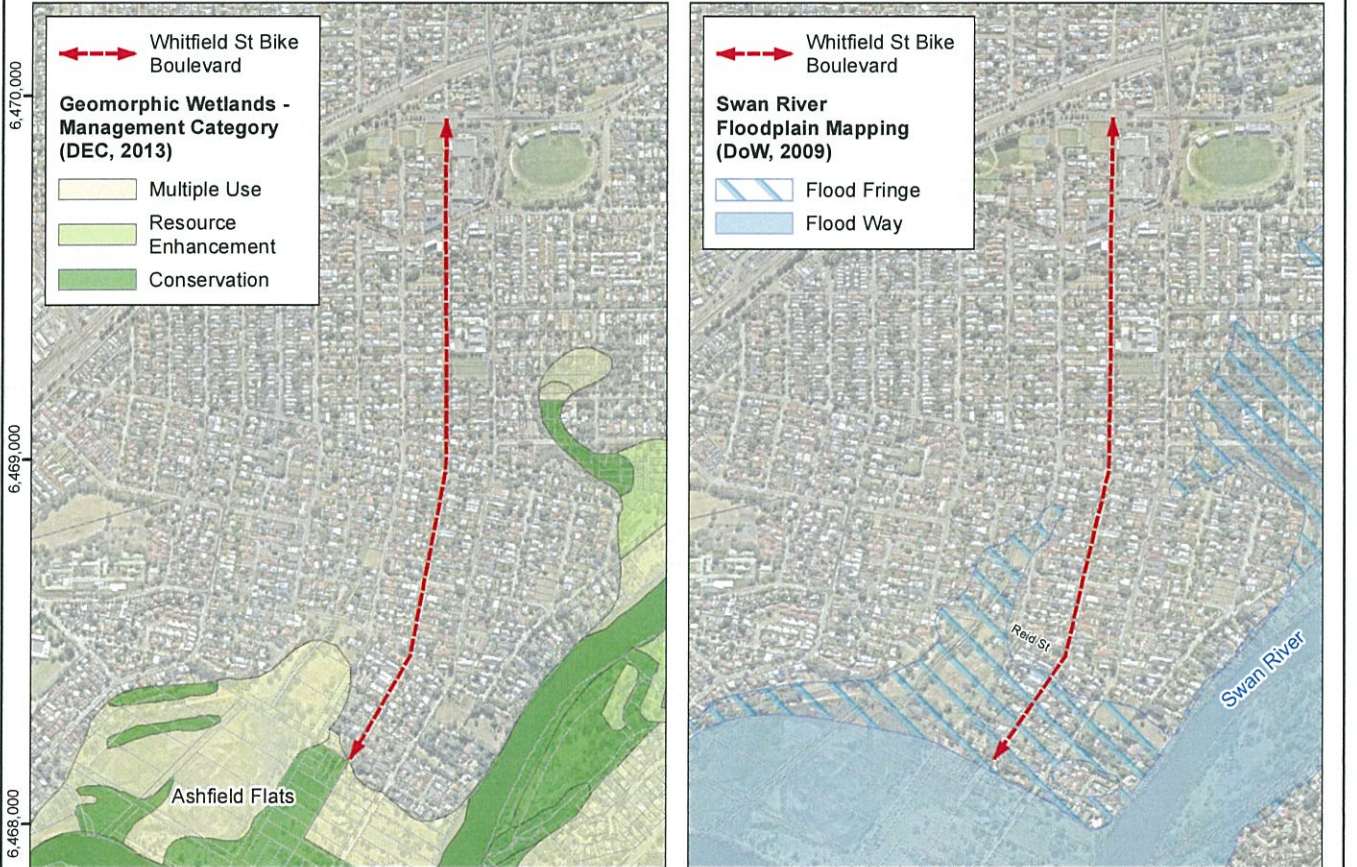 Whitfield St Bike
Boulevard
Geomorphic Wetlands -
Management Category
(DEC, 2013)
Multiple Use
Resource
Enhancement
Conservation
6,470,000
6,469,000
6,468,000
Ashfield Flats
Whitfield St Bike
Boulevard
Swan River
Floodplain Mapping
(DoW, 2009)
Flood Fringe
Flood Way
Reid St
Swan River